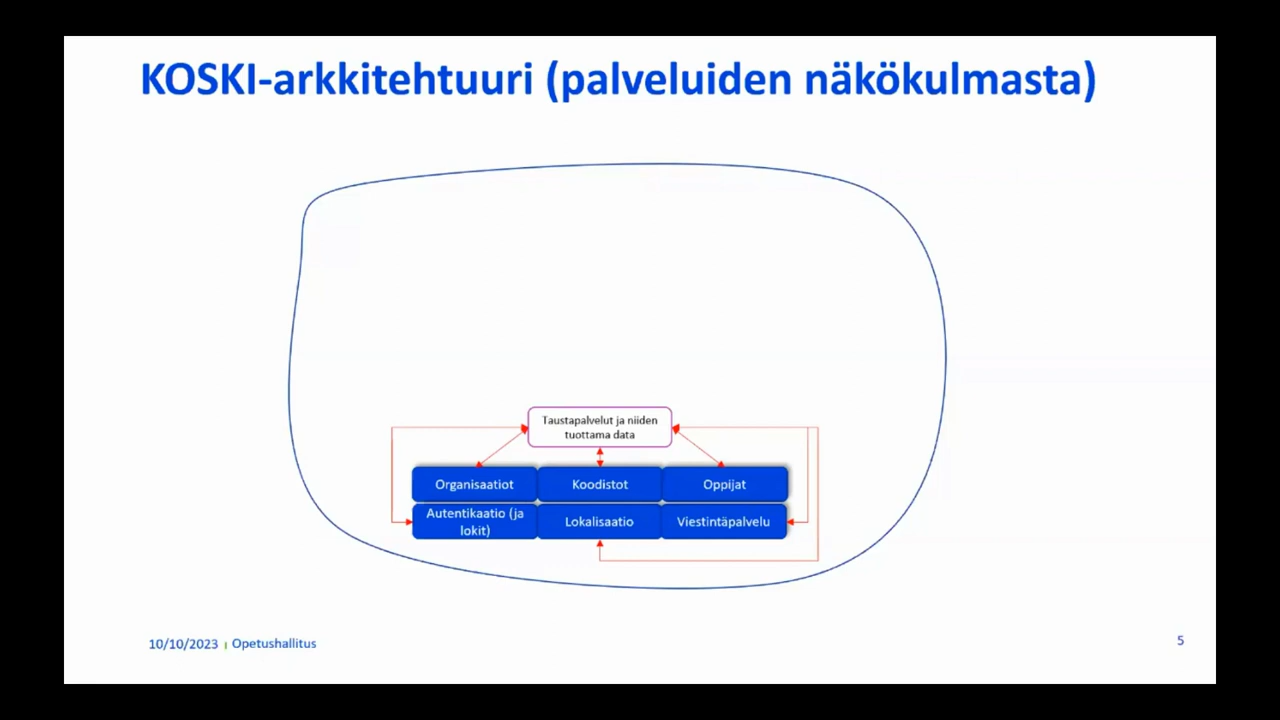 KOSKI-arkkitehtuuri (palveluiden näkökulmasta)
Taustapalvelut ja niiden
tuottama data
Organisaatiot
Koodistot
Oppijat
Autentikaatio (ja
lokit)
Lokalisaatio
Viestintäpalvelu
10/10/2023 | Opetushallitus
5